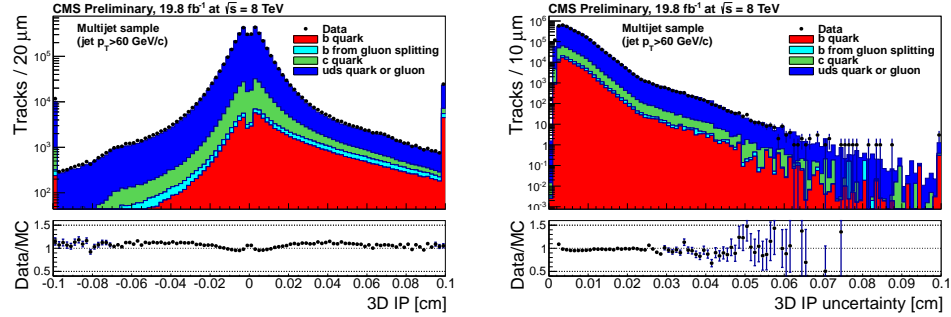 CMS Preliminary, 19.8 fb⁻¹ at √s = 8 TeV
Tracks / 20 μm
Multijet sample
(jet p_T>60 GeV/c)
Data
b quark
b from gluon splitting
c quark
uds quark or gluon
10⁵
10⁴
10³
10²
Data/MC
1.5
1
0.5
-0.1 -0.08 -0.06 -0.04 -0.02 0 0.02 0.04 0.06 0.08 0.1
3D IP [cm]
CMS Preliminary, 19.8 fb⁻¹ at √s = 8 TeV
Tracks / 10 μm
Multijet sample
(jet p_T>60 GeV/c)
Data
b quark
b from gluon splitting
c quark
uds quark or gluon
10⁶
10⁵
10⁴
10³
10²
10
1
10⁻¹
10⁻²
10⁻³
Data/MC
1.5
1
0.5
0 0.01 0.02 0.03 0.04 0.05 0.06 0.07 0.08 0.09 0.1
3D IP uncertainty [cm]